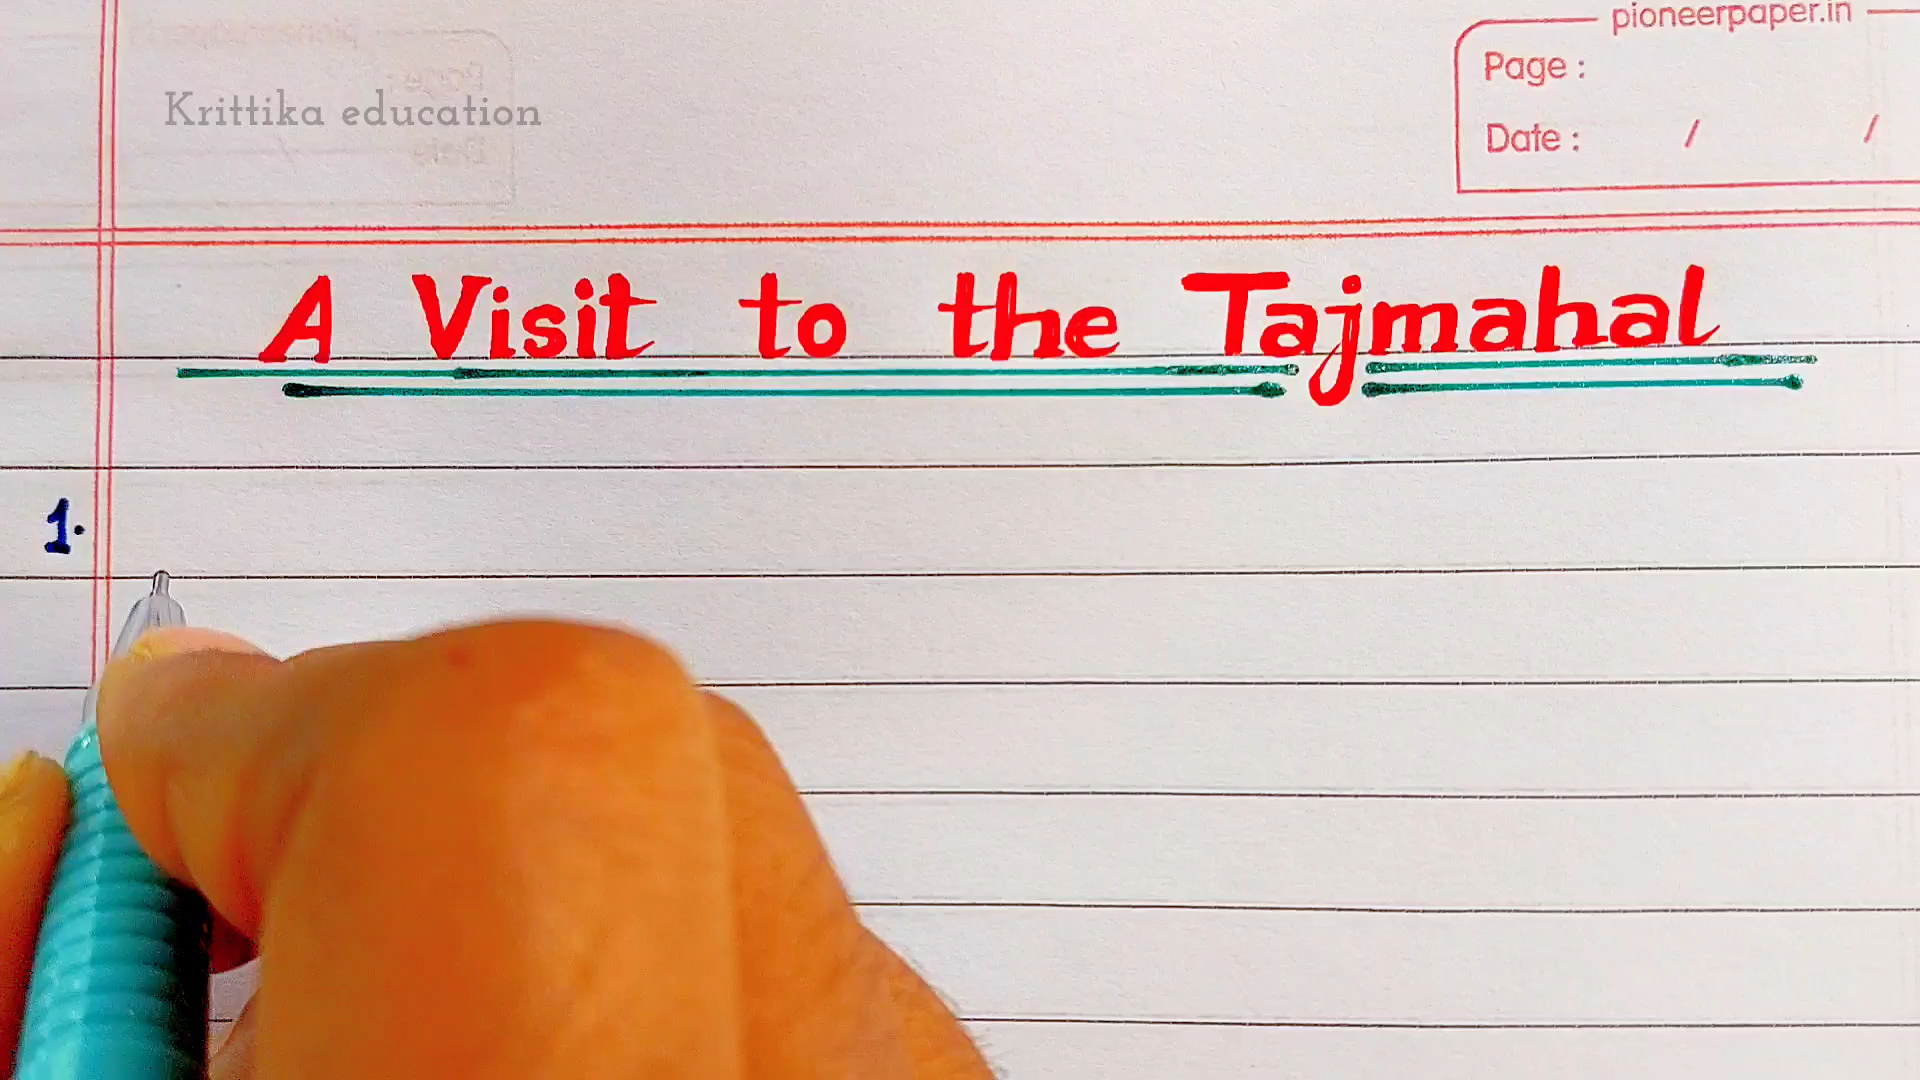 pioneerpaper.in
Page :
Krittika education
Date : / /
A Visit to the Tajmahal
1.